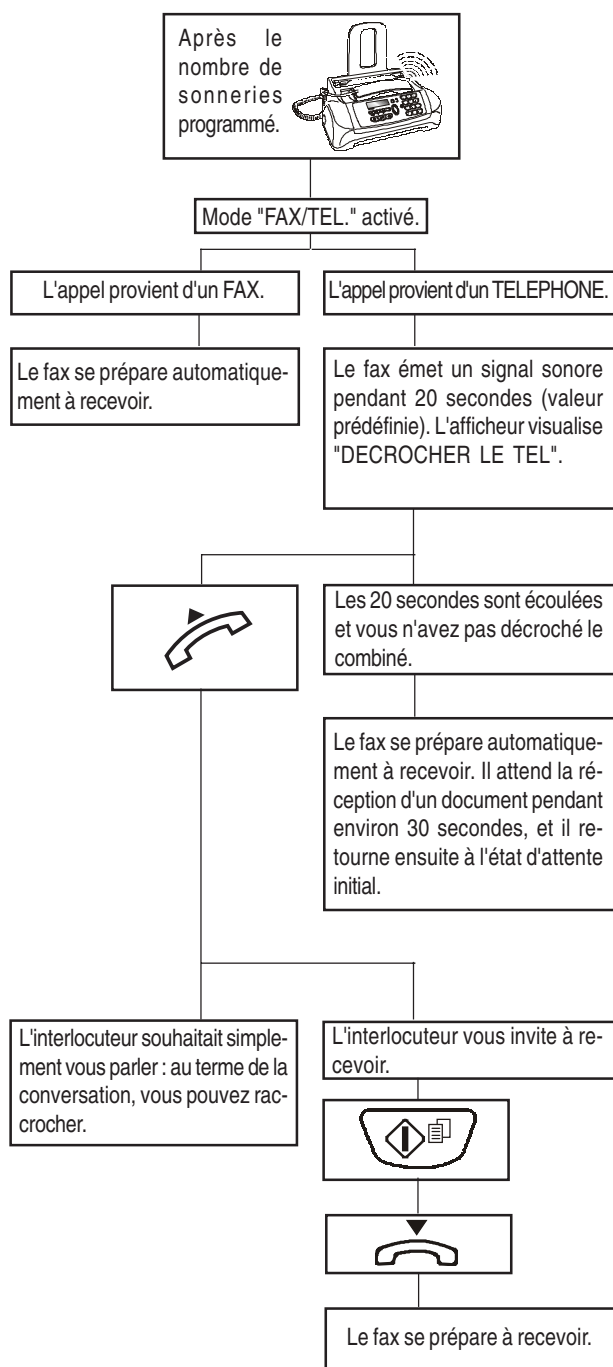 Après le
nombre de
sonneries
programmé.
Mode "FAX/TEL." activé.
L'appel provient d'un FAX.
L'appel provient d'un TELEPHONE.
Le fax se prépare automatique-
ment à recevoir.
Le fax émet un signal sonore
pendant 20 secondes (valeur
prédéfinie). L'afficheur visualise
"DECROCHER LE TEL".
Les 20 secondes sont écoulées
et vous n'avez pas décroché le
combiné.
Le fax se prépare automatique-
ment à recevoir. Il attend la ré-
ception d'un document pendant
environ 30 secondes, et il re-
tourne ensuite à l'état d'attente
initial.
L'interlocuteur souhaitait simple-
ment vous parler : au terme de la
conversation, vous pouvez rac-
crocher.
L'interlocuteur vous invite à re-
cevoir.
Le fax se prépare à recevoir.